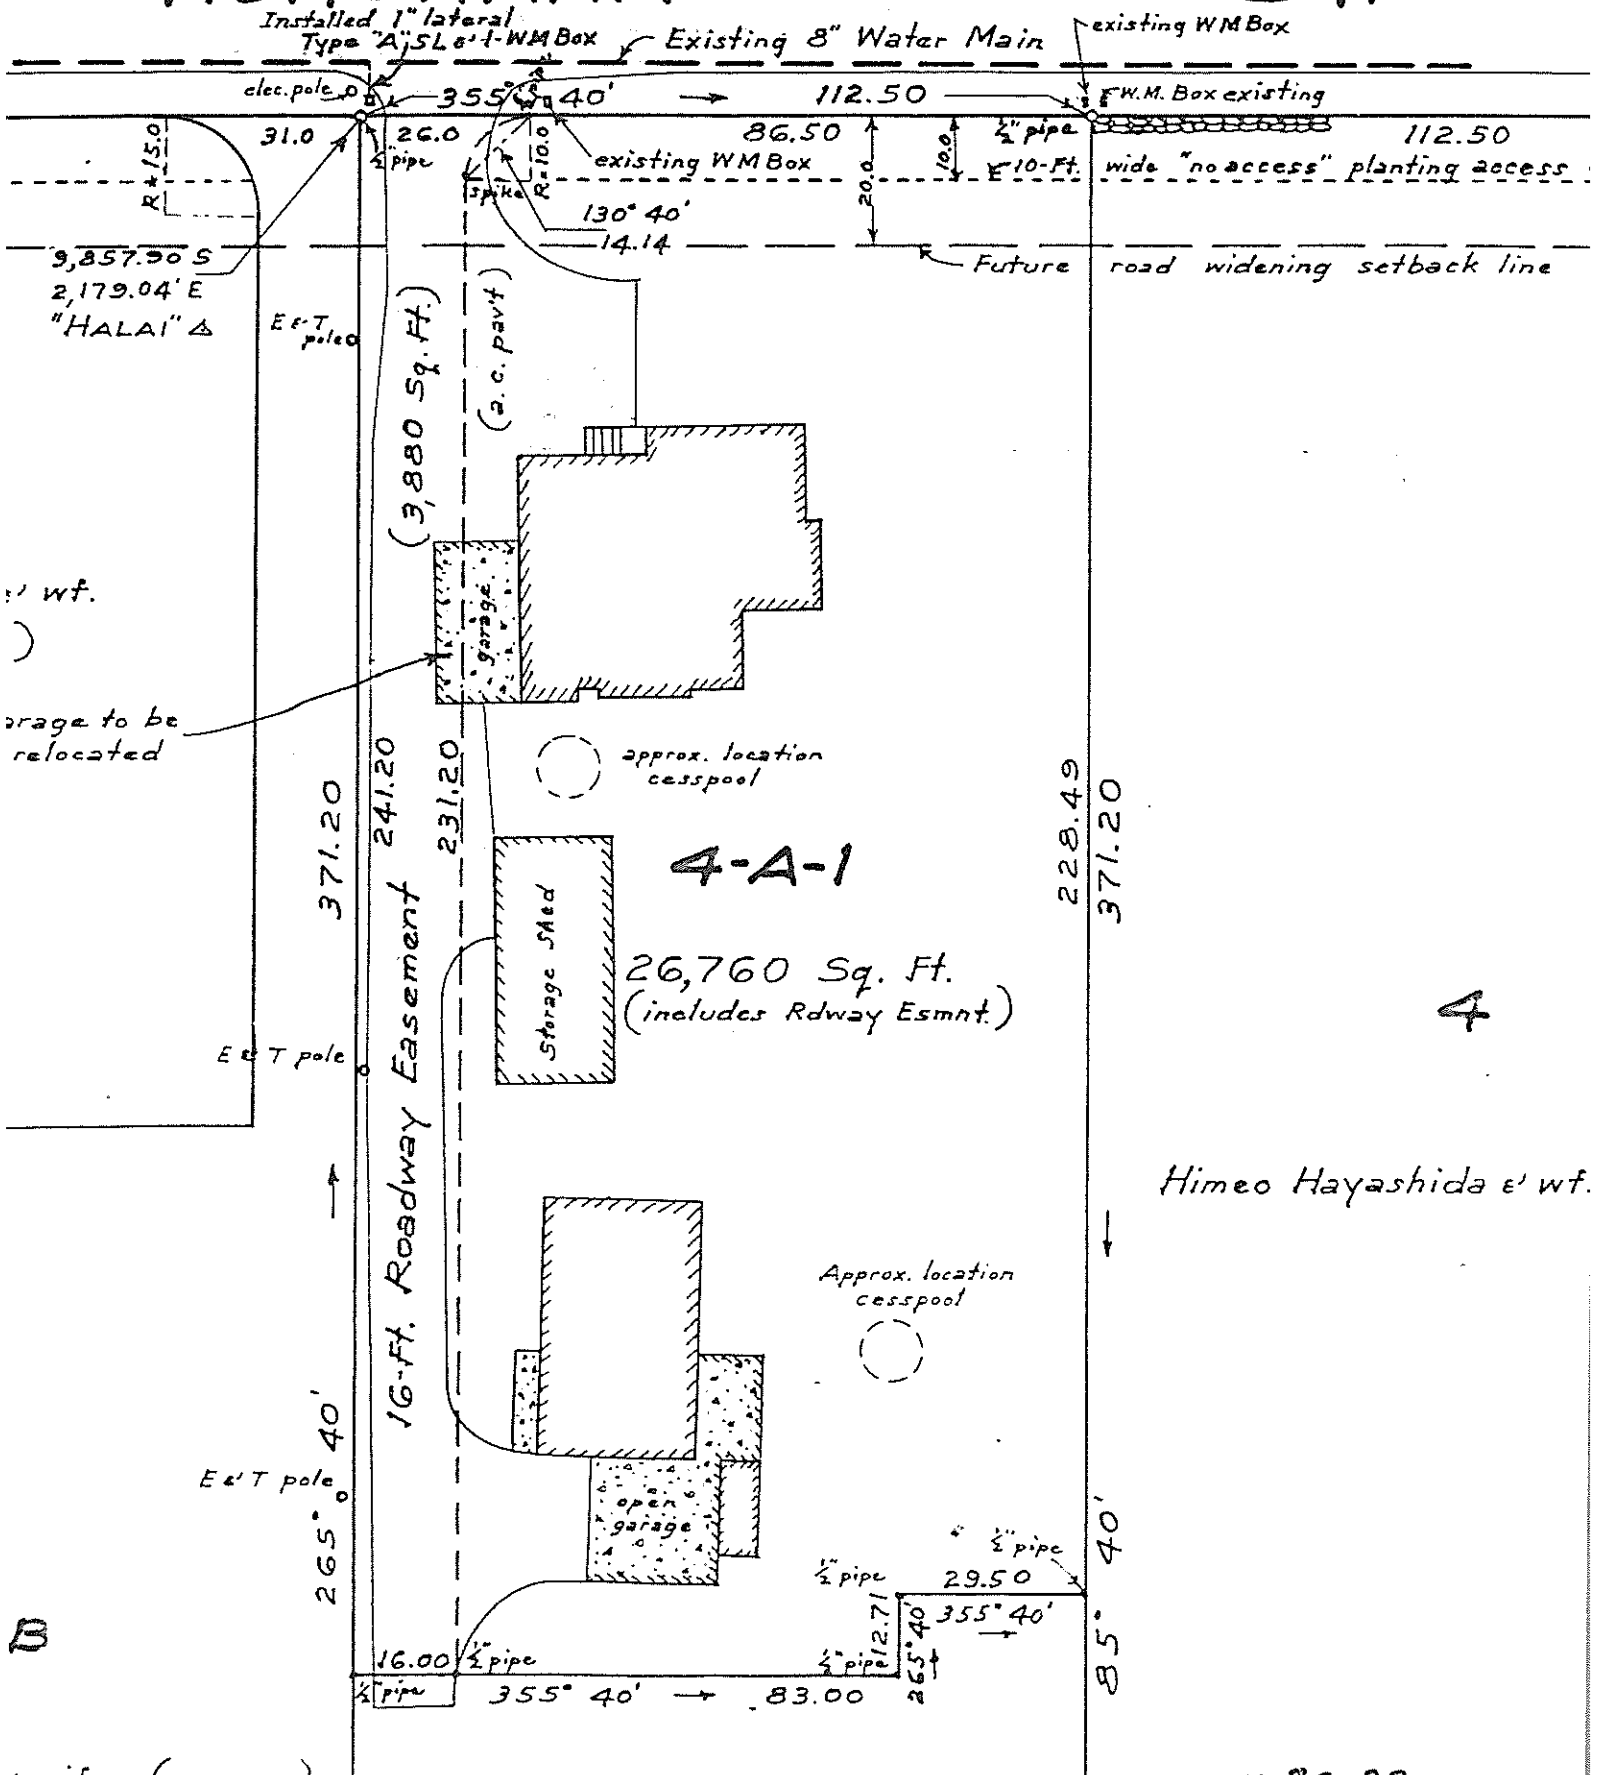 Installed 1" lateral
Type "A" SL & 1-WM Box
Existing 8" Water Main
existing WM Box
elec. pole
355° 40'
112.50
W.M. Box existing
31.0
26.0
½" pipe
86.50
½" pipe
112.50
R = 15.0
existing WM Box
R=10.0
20.0
10.0
10-Ft. wide "no access" planting access
spike
130° 40'
14.14
9,857.90 S
2,179.04' E
"HALAI"
Future road widening setback line
E & T
pole
(3,880 Sq. Ft.)
(a.c. pav't)
& wf.
)
garage
arage to be
relocated
approx. location
cesspool
371.20
241.20
231.20
228.49
371.20
4-A-1
Storage Shed
26,760 Sq. Ft.
(includes Rdway Esmnt.)
4
E & T pole
16-Ft. Roadway Easement
Himeo Hayashida & wf.
Approx. location
cesspool
265° 40'
E & T pole
open
garage
½" pipe
½" pipe
29.50
355° 40'
12.71
265° 40'
85° 40'
B
16.00
½" pipe
½" pipe
½" pipe
355° 40'
83.00